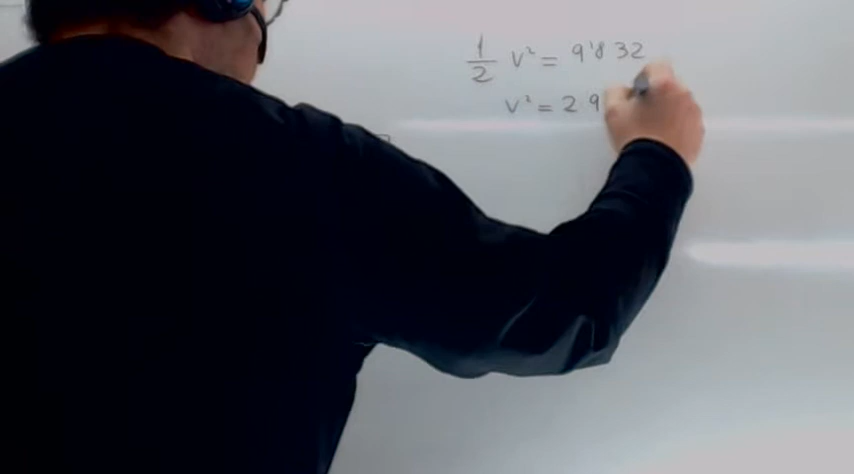 1/2 v² = 9'8 32
v² = 2 9